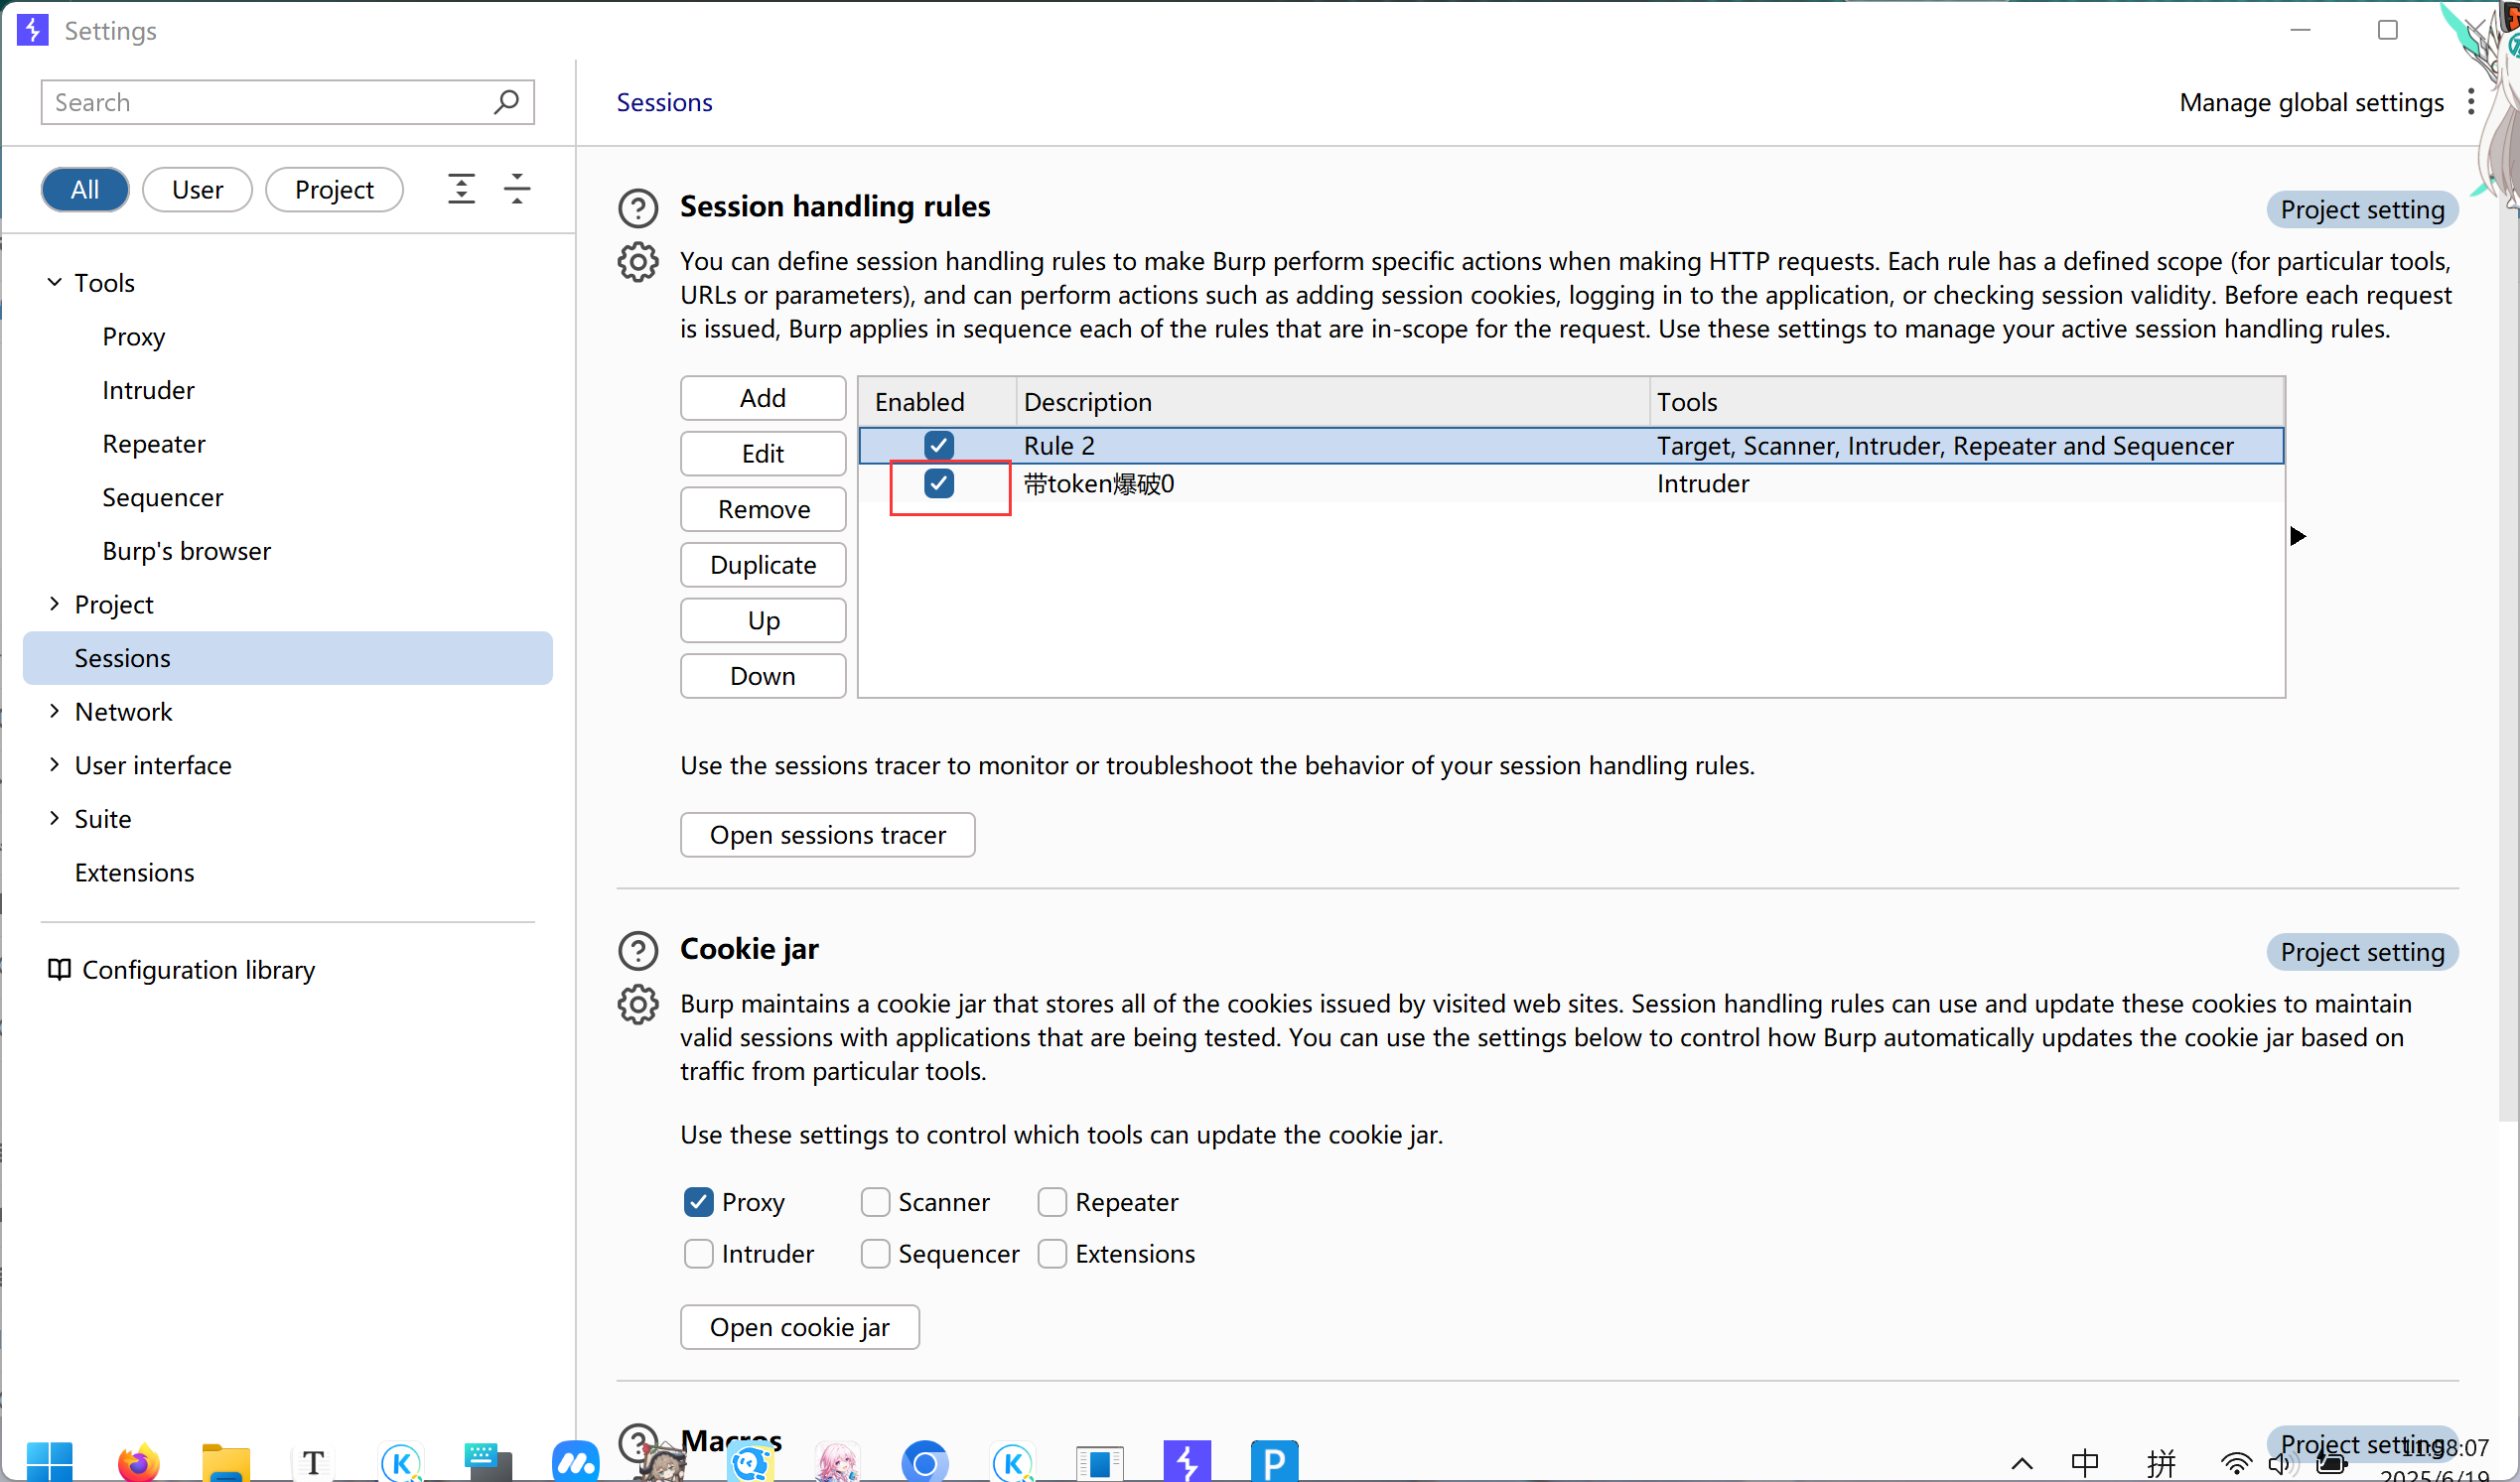 Settings
Search
All
User
Project
Tools
Proxy
Intruder
Repeater
Sequencer
Burp's browser
Project
Sessions
Network
User interface
Suite
Extensions
Configuration library
Sessions
Manage global settings
Session handling rules
Project setting
You can define session handling rules to make Burp perform specific actions when making HTTP requests. Each rule has a defined scope (for particular tools,
URLs or parameters), and can perform actions such as adding session cookies, logging in to the application, or checking session validity. Before each request
is issued, Burp applies in sequence each of the rules that are in-scope for the request. Use these settings to manage your active session handling rules.
Add
Edit
Remove
Duplicate
Up
Down
Enabled Description Tools
Rule 2 Target, Scanner, Intruder, Repeater and Sequencer
带token爆破0 Intruder
Use the sessions tracer to monitor or troubleshoot the behavior of your session handling rules.
Open sessions tracer
Cookie jar
Project setting
Burp maintains a cookie jar that stores all of the cookies issued by visited web sites. Session handling rules can use and update these cookies to maintain
valid sessions with applications that are being tested. You can use the settings below to control how Burp automatically updates the cookie jar based on
traffic from particular tools.
Use these settings to control which tools can update the cookie jar.
Proxy Scanner Repeater
Intruder Sequencer Extensions
Open cookie jar
Macros
Project setting
T
K
K
P
中
拼
11:58:07
2025/6/19